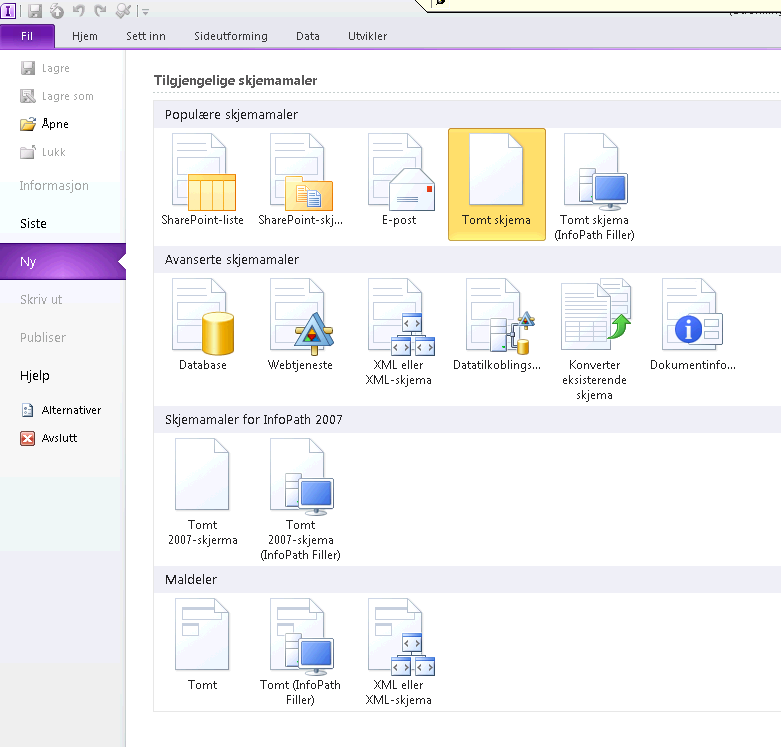 Fil Hjem Sett inn Sideutforming Data Utvikler
Lagre
Lagre som
Åpne
Lukk
Informasjon
Siste
Ny
Skriv ut
Publiser
Hjelp
Alternativer
Avslutt
Tilgjengelige skjemamaler
Populære skjemamaler
SharePoint-liste
SharePoint-skj...
E-post
Tomt skjema
Tomt skjema
(InfoPath Filler)
Avanserte skjemamaler
Database
Webtjeneste
XML eller
XML-skjema
Datatilkoblings...
Konverter
eksisterende
skjema
Dokumentinfo...
Skjemamaler for InfoPath 2007
Tomt
2007-skjerma
Tomt
2007-skjema
(InfoPath Filler)
Maldeler
Tomt
Tomt (InfoPath
Filler)
XML eller
XML-skjema